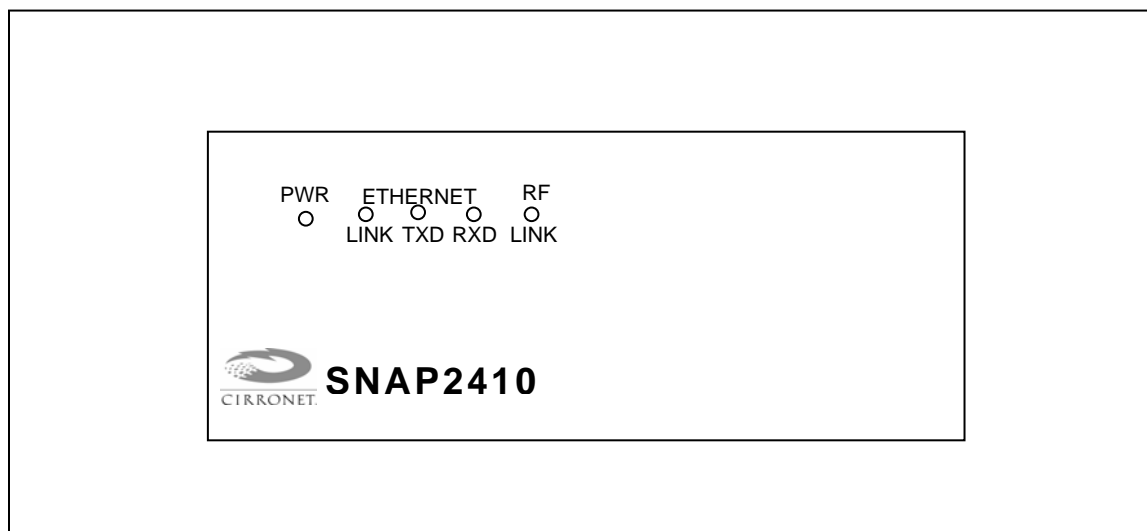 PWR ETHERNET RF
LINK TXD RXD LINK
SNAP2410
CIRRONET.